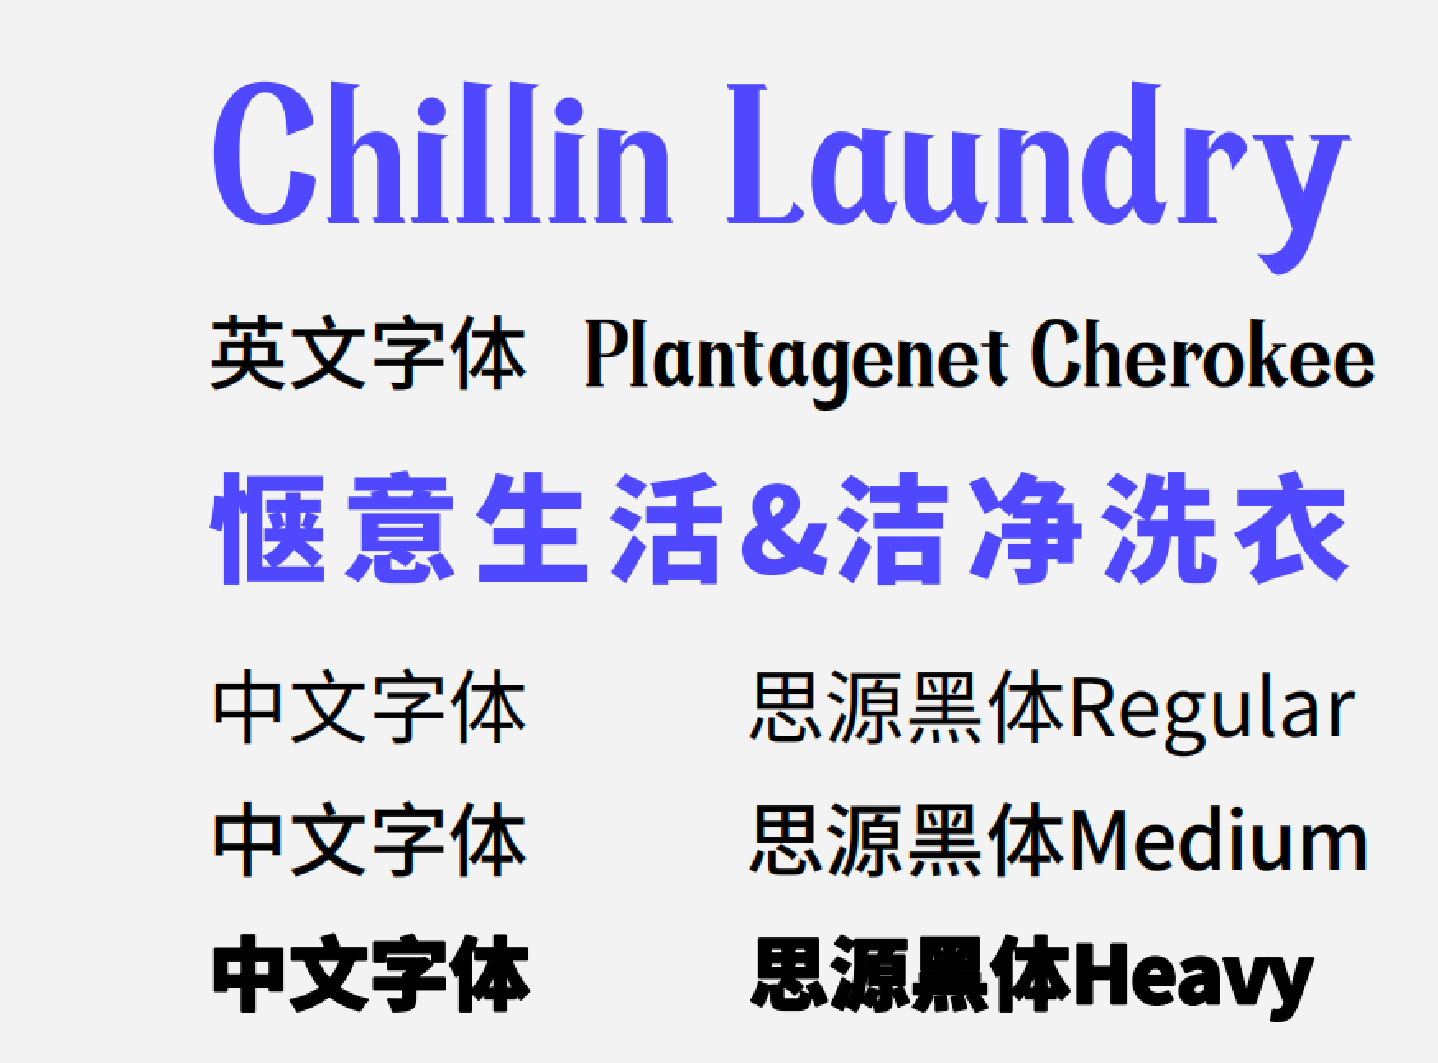 Chillin Laundry
英文字体 Plantagenet Cherokee
惬意生活&洁净洗衣
中文字体 思源黑体Regular
中文字体 思源黑体Medium
中文字体 思源黑体Heavy